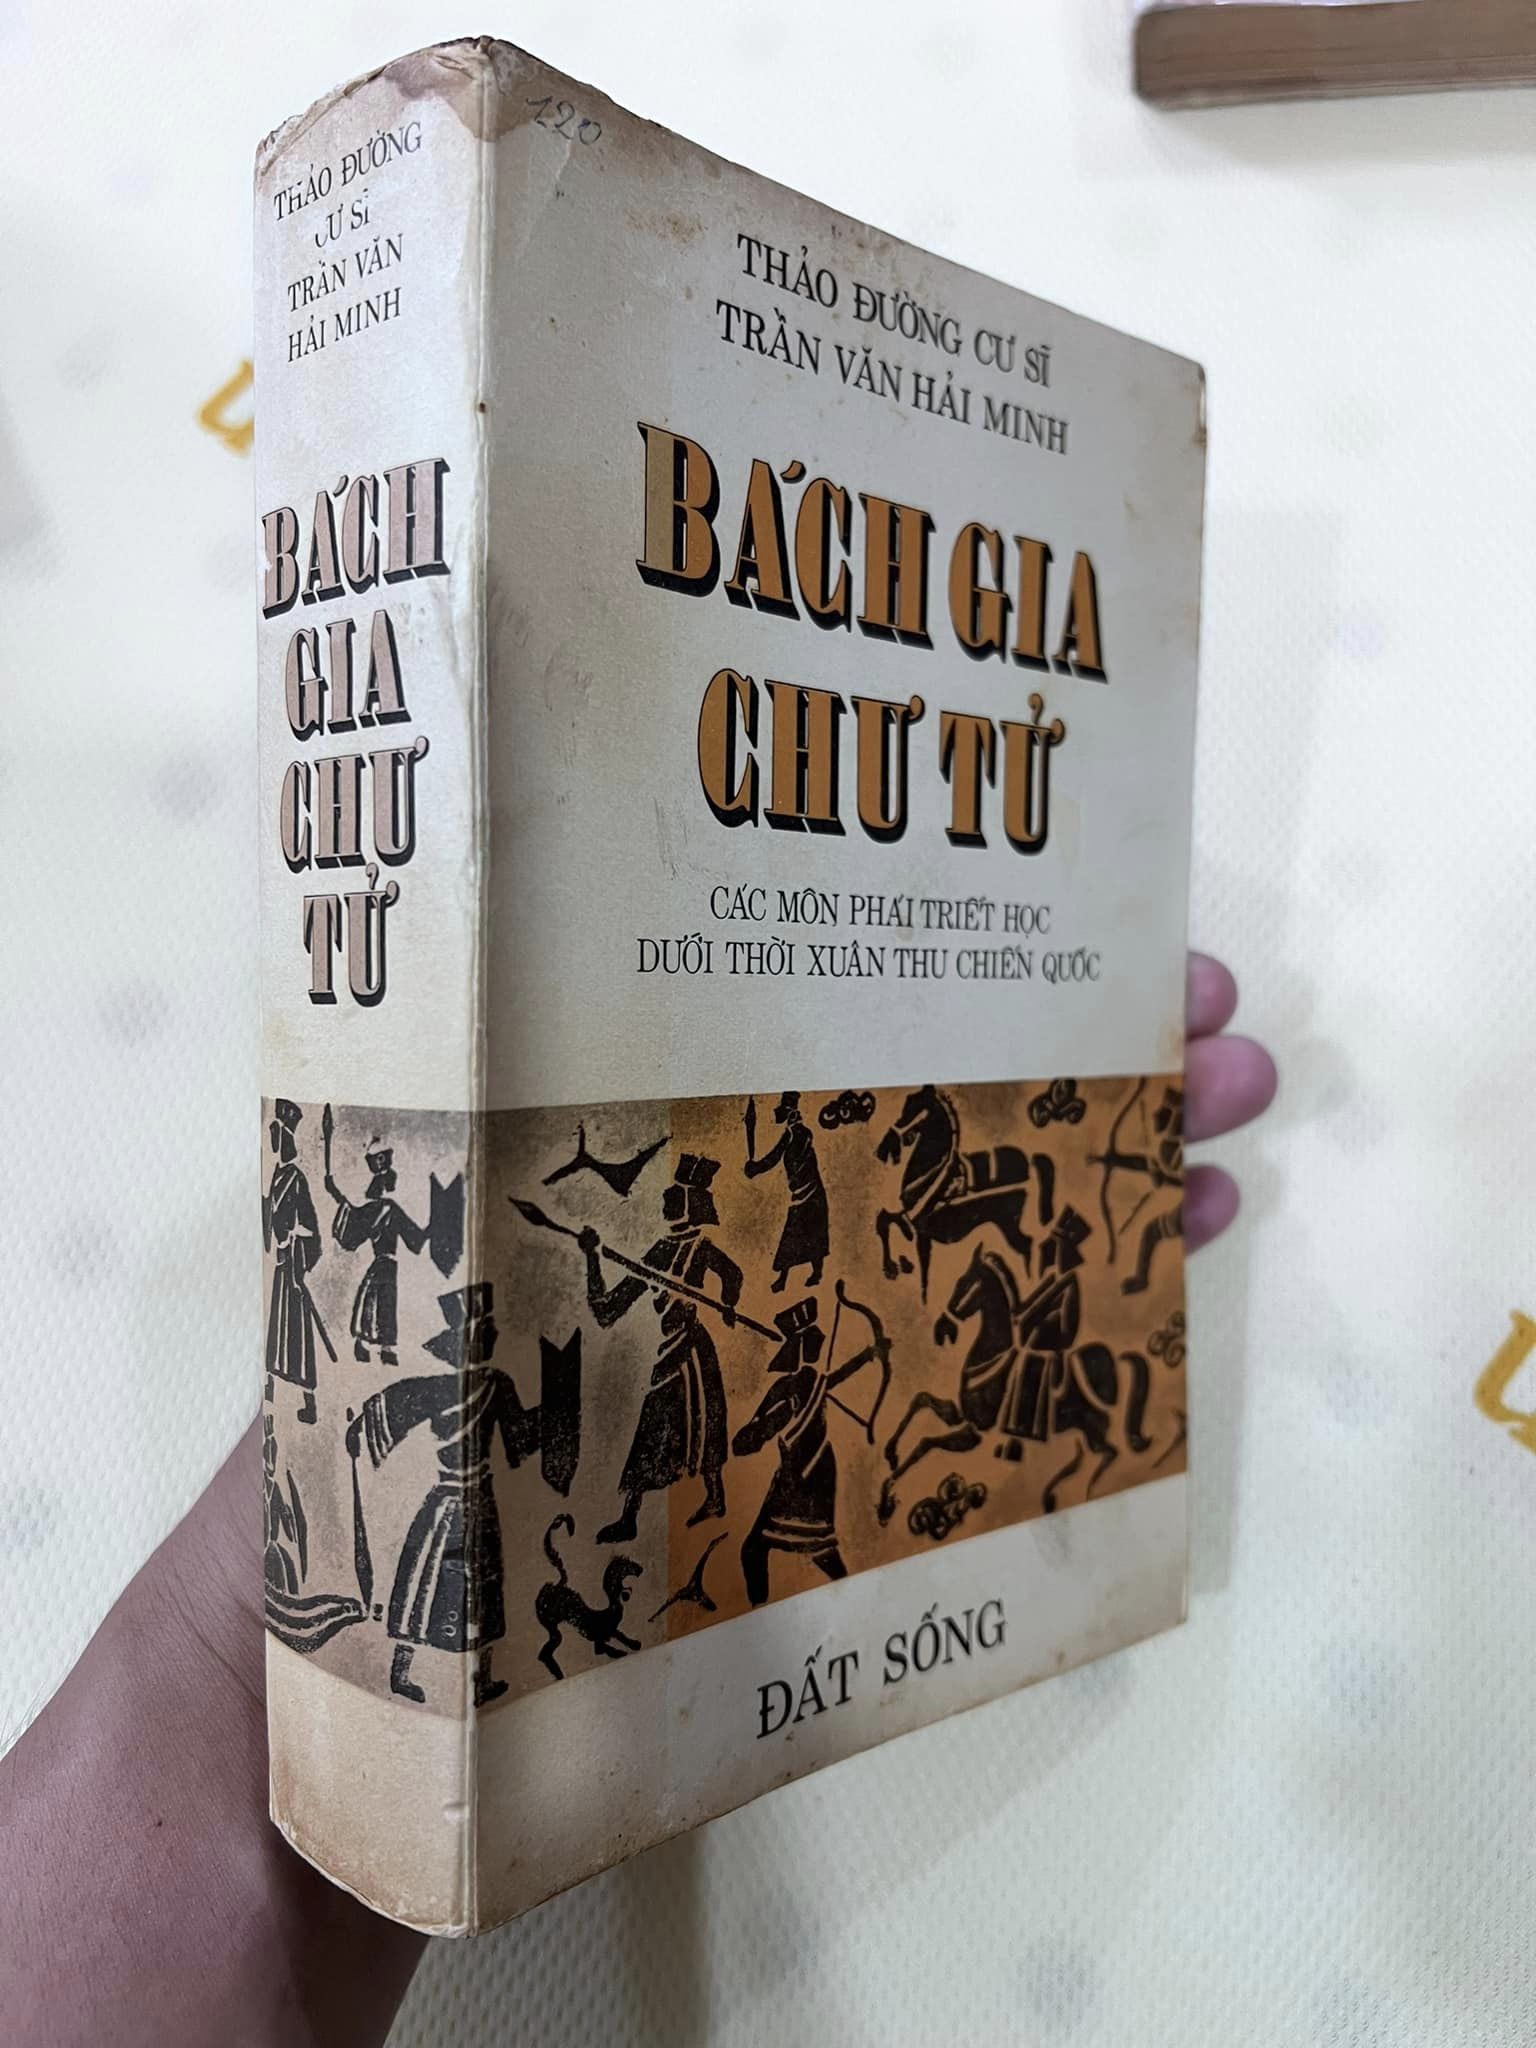 THẢO ĐƯỜNG
CƯ SĨ
TRẦN VĂN
HẢI MINH
BÁCH
GIA
CHƯ
TỬ
120
THẢO ĐƯỜNG CƯ SĨ
TRẦN VĂN HẢI MINH
BÁCH GIA
CHƯ TỬ
CÁC MÔN PHÁI TRIẾT HỌC
DƯỚI THỜI XUÂN THU CHIẾN QUỐC
ĐẤT SỐNG